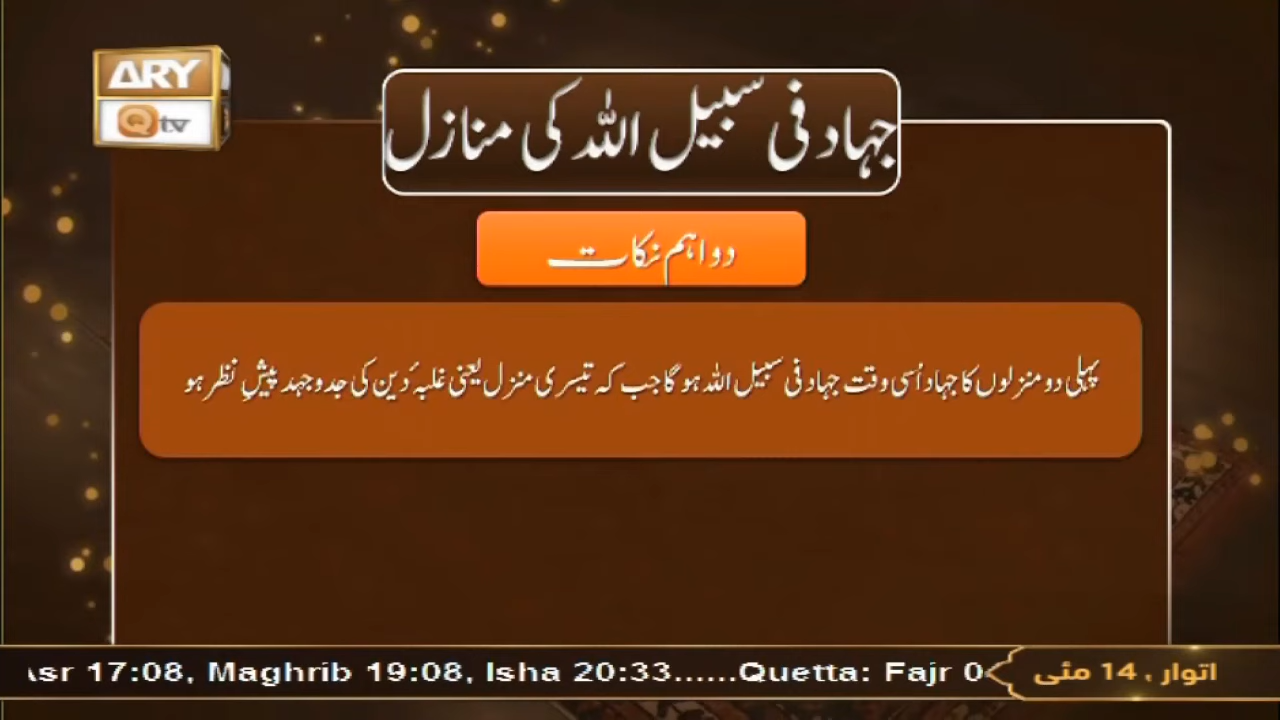 ARY
Qtv
جہاد فی سبیل اللہ کی منازل
دو اہم نکات
پہلی دو منزلوں کا جہاد اُسی وقت جہاد فی سبیل اللہ ہو گا جب کہ تیسری منزل یعنی غلبہٴ دین کی جدوجہد پیشِ نظر ہو
Asr 17:08, Maghrib 19:08, Isha 20:33......Quetta: Fajr 0
اتوار ، 14 مئی